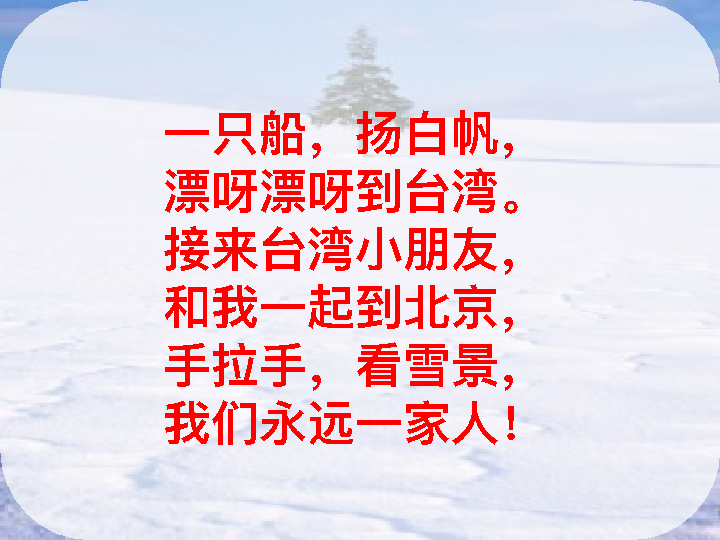 一只船，扬白帆，
漂呀漂呀到台湾。
接来台湾小朋友，
和我一起到北京，
手拉手，看雪景，
我们永远一家人！